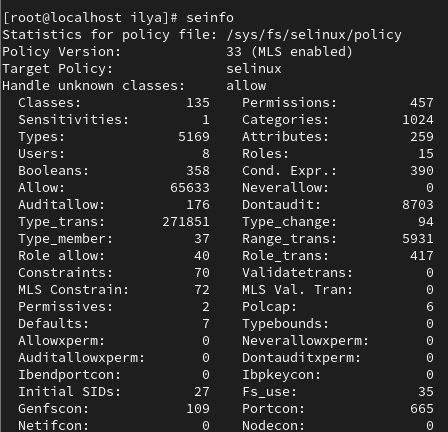 [root@localhost ilya]# seinfo
Statistics for policy file: /sys/fs/selinux/policy
Policy Version:             33 (MLS enabled)
Target Policy:              selinux
Handle unknown classes:     allow
  Classes:             135    Permissions:         457
  Sensitivities:         1    Categories:         1024
  Types:              5169    Attributes:          259
  Users:                 8    Roles:                15
  Booleans:            358    Cond. Expr.:         390
  Allow:             65633    Neverallow:            0
  Auditallow:          176    Dontaudit:          8703
  Type_trans:       271851    Type_change:          94
  Type_member:          37    Range_trans:        5931
  Role allow:           40    Role_trans:          417
  Constraints:          70    Validatetrans:         0
  MLS Constrain:        72    MLS Val. Tran:         0
  Permissives:           2    Polcap:                6
  Defaults:              7    Typebounds:            0
  Allowxperm:            0    Neverallowxperm:       0
  Auditallowxperm:       0    Dontauditxperm:        0
  Ibendportcon:          0    Ibpkeycon:             0
  Initial SIDs:         27    Fs_use:               35
  Genfscon:            109    Portcon:             665
  Netifcon:              0    Nodecon:               0